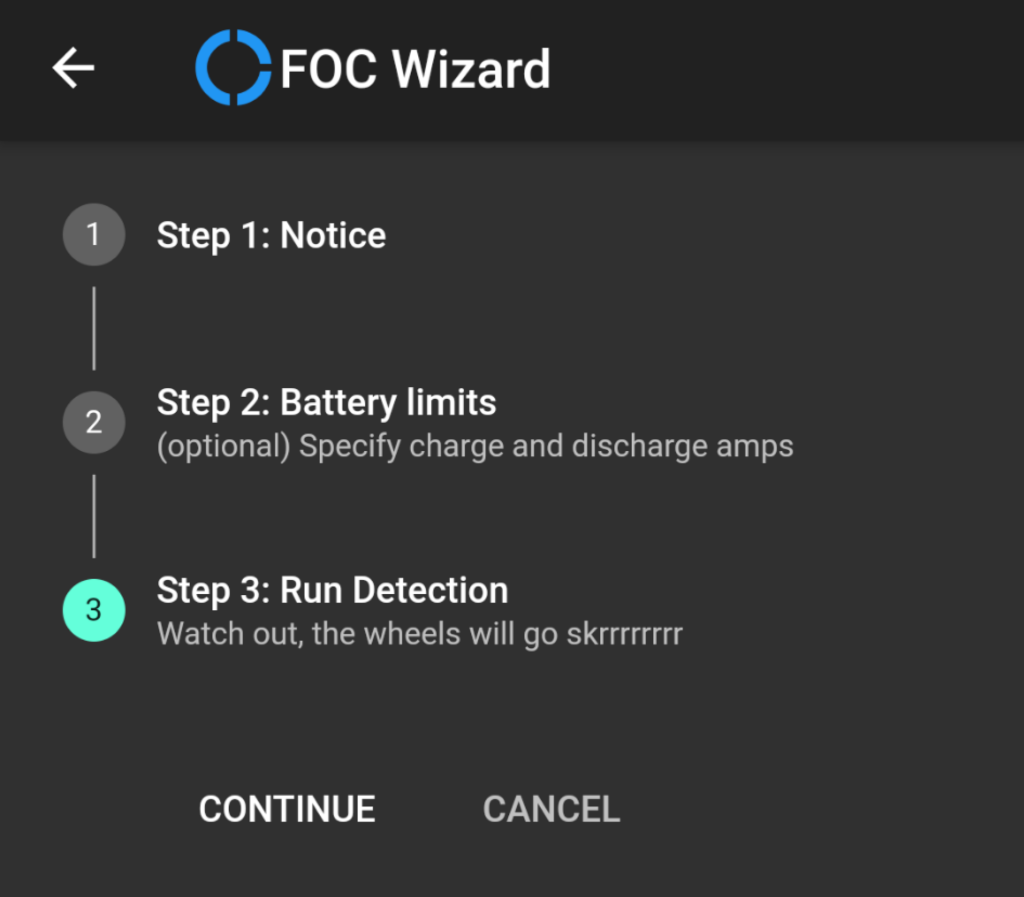 FOC Wizard
1 Step 1: Notice
2 Step 2: Battery limits
(optional) Specify charge and discharge amps
3 Step 3: Run Detection
Watch out, the wheels will go skrrrrrrrr
CONTINUE CANCEL